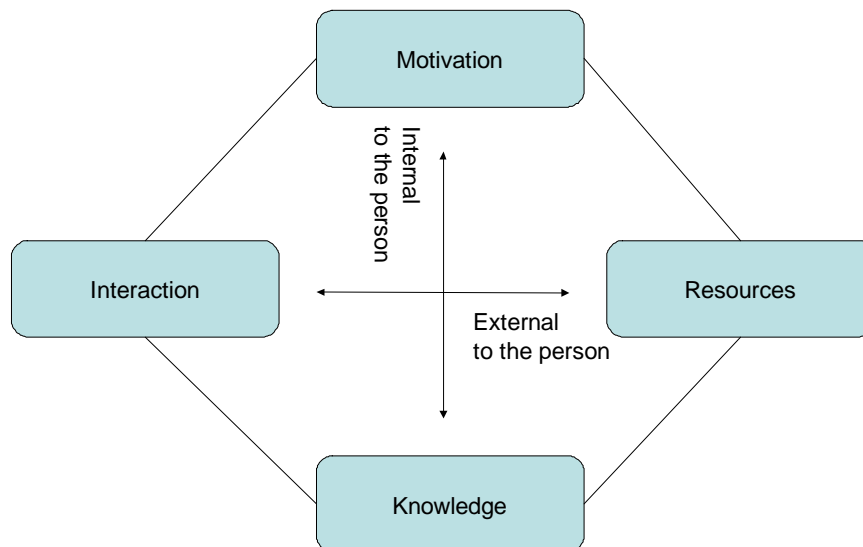 Motivation
Internal
to the person
Interaction
Resources
External
to the person
Knowledge